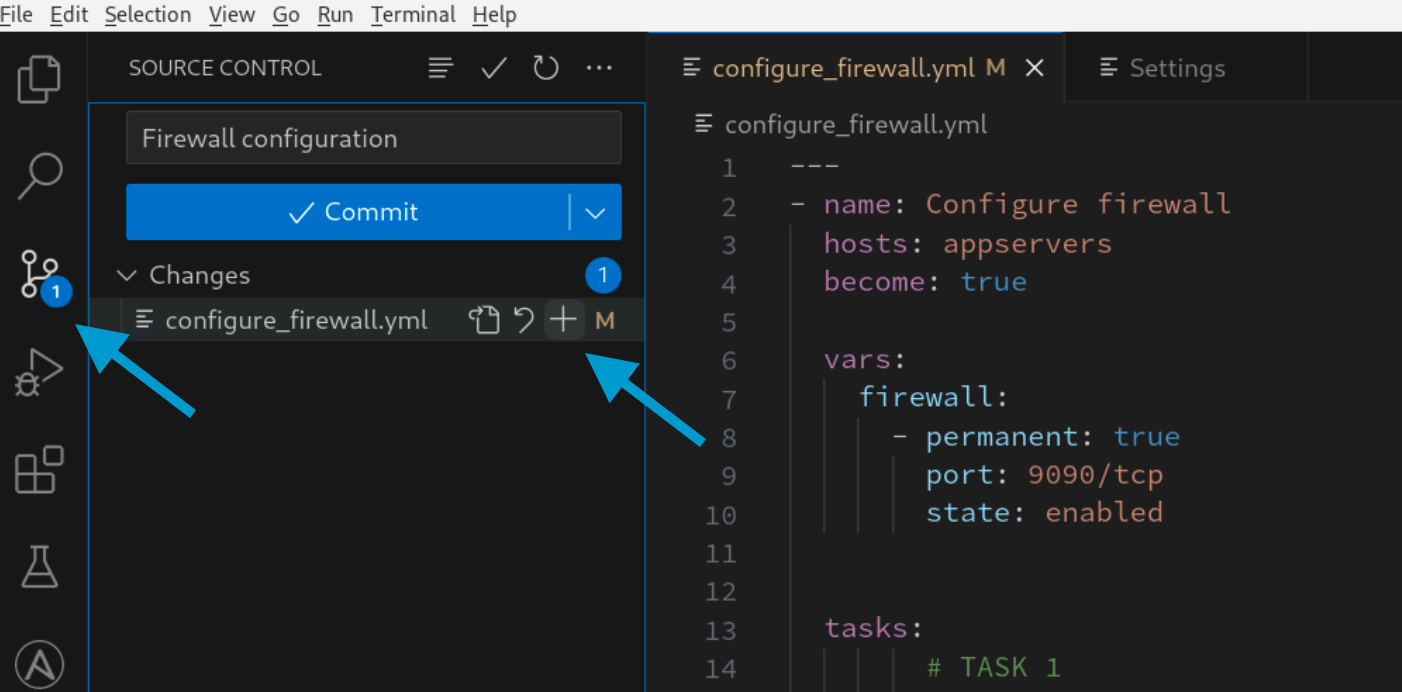 File Edit Selection View Go Run Terminal Help
SOURCE CONTROL
Firewall configuration
Commit
Changes 1
1
configure_firewall.yml M
configure_firewall.yml M
Settings
configure_firewall.yml
1 ---
2 - name: Configure firewall
3 hosts: appservers
4 become: true
5
6 vars:
7 firewall:
8 - permanent: true
9 port: 9090/tcp
10 state: enabled
11
12
13 tasks:
14 # TASK 1